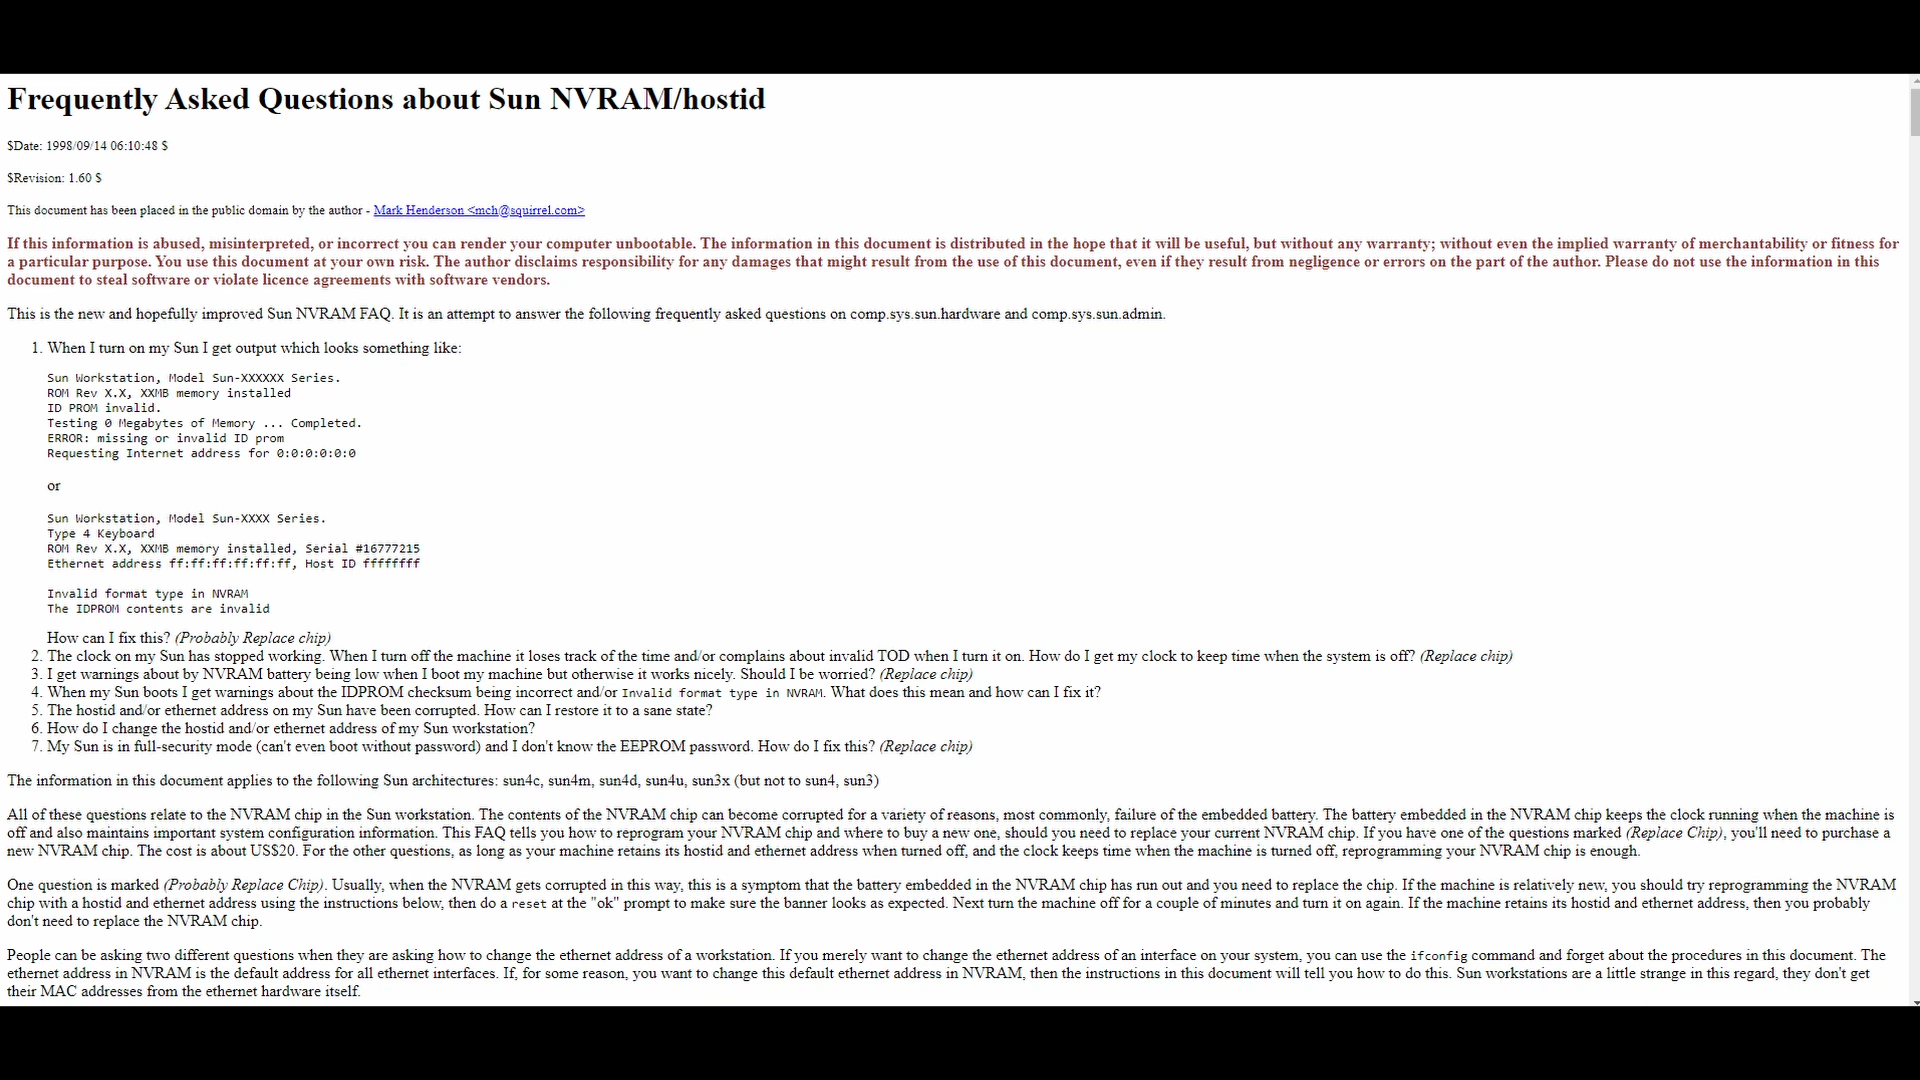 Frequently Asked Questions about Sun NVRAM/hostid
$Date: 1998/09/14 06:10:48 $
$Revision: 1.60 $
This document has been placed in the public domain by the author - Mark Henderson <mch@squirrel.com>
If this information is abused, misinterpreted, or incorrect you can render your computer unbootable. The information in this document is distributed in the hope that it will be useful, but without any warranty; without even the implied warranty of merchantability or fitness for
a particular purpose. You use this document at your own risk. The author disclaims responsibility for any damages that might result from the use of this document, even if they result from negligence or errors on the part of the author. Please do not use the information in this
document to steal software or violate licence agreements with software vendors.
This is the new and hopefully improved Sun NVRAM FAQ. It is an attempt to answer the following frequently asked questions on comp.sys.sun.hardware and comp.sys.sun.admin.
1. When I turn on my Sun I get output which looks something like:
Sun Workstation, Model Sun-XXXXXX Series.
ROM Rev X.X, XXMB memory installed
ID PROM invalid.
Testing 0 Megabytes of Memory ... Completed.
ERROR: missing or invalid ID prom
Requesting Internet address for 0:0:0:0:0:0
or
Sun Workstation, Model Sun-XXXX Series.
Type 4 Keyboard
ROM Rev X.X, XXMB memory installed, Serial #16777215
Ethernet address ff:ff:ff:ff:ff:ff, Host ID ffffffff
Invalid format type in NVRAM
The IDPROM contents are invalid
How can I fix this? (Probably Replace chip)
2. The clock on my Sun has stopped working. When I turn off the machine it loses track of the time and/or complains about invalid TOD when I turn it on. How do I get my clock to keep time when the system is off? (Replace chip)
3. I get warnings about by NVRAM battery being low when I boot my machine but otherwise it works nicely. Should I be worried? (Replace chip)
4. When my Sun boots I get warnings about the IDPROM checksum being incorrect and/or Invalid format type in NVRAM. What does this mean and how can I fix it?
5. The hostid and/or ethernet address on my Sun have been corrupted. How can I restore it to a sane state?
6. How do I change the hostid and/or ethernet address of my Sun workstation?
7. My Sun is in full-security mode (can't even boot without password) and I don't know the EEPROM password. How do I fix this? (Replace chip)
The information in this document applies to the following Sun architectures: sun4c, sun4m, sun4d, sun4u, sun3x (but not to sun4, sun3)
All of these questions relate to the NVRAM chip in the Sun workstation. The contents of the NVRAM chip can become corrupted for a variety of reasons, most commonly, failure of the embedded battery. The battery embedded in the NVRAM chip keeps the clock running when the machine is
off and also maintains important system configuration information. This FAQ tells you how to reprogram your NVRAM chip and where to buy a new one, should you need to replace your current NVRAM chip. If you have one of the questions marked (Replace Chip), you'll need to purchase a
new NVRAM chip. The cost is about US$20. For the other questions, as long as your machine retains its hostid and ethernet address when turned off, and the clock keeps time when the machine is turned off, reprogramming your NVRAM chip is enough.
One question is marked (Probably Replace Chip). Usually, when the NVRAM gets corrupted in this way, this is a symptom that the battery embedded in the NVRAM chip has run out and you need to replace the chip. If the machine is relatively new, you should try reprogramming the NVRAM
chip with a hostid and ethernet address using the instructions below, then do a reset at the "ok" prompt to make sure the banner looks as expected. Next turn the machine off for a couple of minutes and turn it on again. If the machine retains its hostid and ethernet address, then you probably
don't need to replace the NVRAM chip.
People can be asking two different questions when they are asking how to change the ethernet address of a workstation. If you merely want to change the ethernet address of an interface on your system, you can use the ifconfig command and forget about the procedures in this document. The
ethernet address in NVRAM is the default address for all ethernet interfaces. If, for some reason, you want to change this default ethernet address in NVRAM, then the instructions in this document will tell you how to do this. Sun workstations are a little strange in this regard, they don't get
their MAC addresses from the ethernet hardware itself.